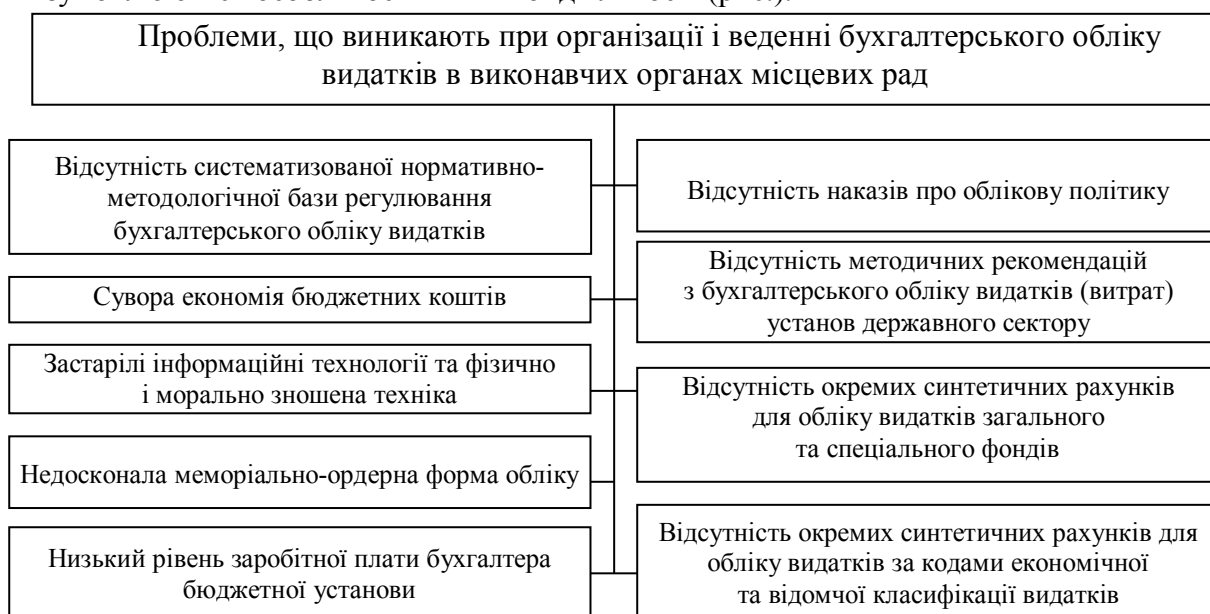 Проблеми, що виникають при організації і веденні бухгалтерського обліку
видатків в виконавчих органах місцевих рад
Відсутність систематизованої нормативно-
методологічної бази регулювання
бухгалтерського обліку видатків
Сувора економія бюджетних коштів
Застарілі інформаційні технології та фізично
і морально зношена техніка
Недосконала меморіально-ордерна форма обліку
Низький рівень заробітної плати бухгалтера
бюджетної установи
Відсутність наказів про облікову політику
Відсутність методичних рекомендацій
з бухгалтерського обліку видатків (витрат)
установ державного сектору
Відсутність окремих синтетичних рахунків
для обліку видатків загального
та спеціального фондів
Відсутність окремих синтетичних рахунків для
обліку видатків за кодами економічної
та відомчої класифікації видатків